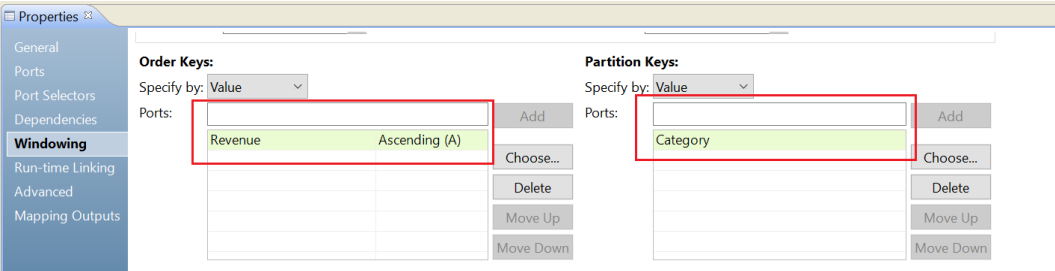 Properties
General
Ports
Port Selectors
Dependencies
Windowing
Run-time Linking
Advanced
Mapping Outputs
Order Keys:
Specify by: Value
Ports:
Add
Revenue Ascending (A)
Choose...
Delete
Move Up
Move Down
Partition Keys:
Specify by: Value
Ports:
Add
Category
Choose...
Delete
Move Up
Move Down